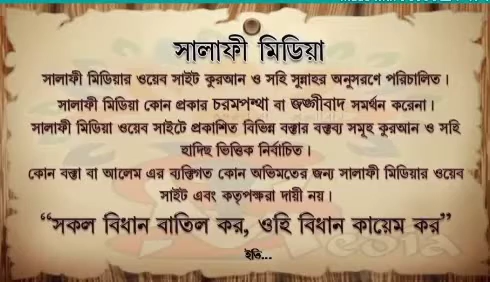 সালাফী মিডিয়া
সালাফী মিডিয়ার ওয়েব সাইট কুরআন ও সহি সুন্নাহর অনুসরণে পরিচালিত ।
সালাফী মিডিয়া কোন প্রকার চরমপন্থা বা জঙ্গীবাদ সমর্থন করেনা ।
সালাফী মিডিয়া ওয়েব সাইটে প্রকাশিত বিভিন্ন বক্তার বক্তব্য সমূহ কুরআন ও সহি
হাদিছ ভিত্তিক নির্বাচিত ।
কোন বক্তা বা আলেম এর ব্যক্তিগত কোন অভিমতের জন্য সালাফী মিডিয়ার ওয়েব
সাইট এবং কতৃপক্ষরা দায়ী নয় ।
“সকল বিধান বাতিল কর, ওহি বিধান কায়েম কর”
ইতি...